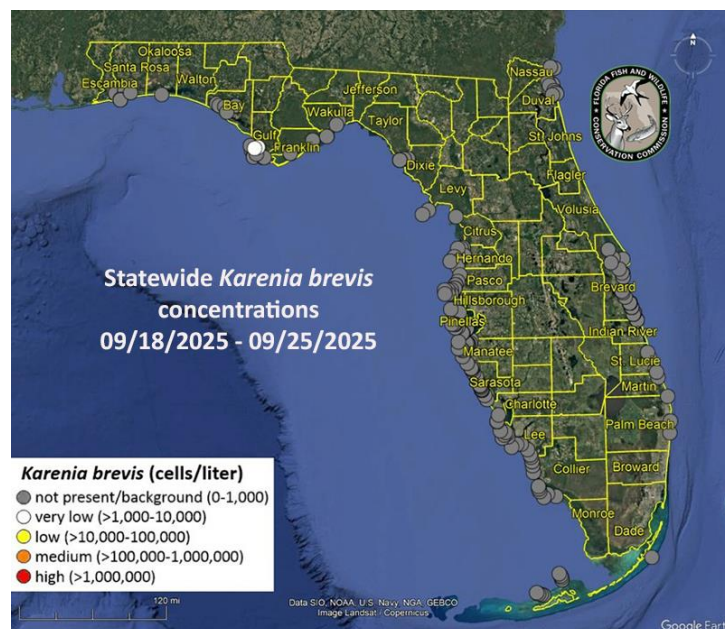 Nassau
Okaloosa
Santa Rosa
Escambia
Walton
Jefferson
Duval
Bay
Wakulla
Taylor
Gulf
Franklin
St Johns
Dixie
Flagler
Levy
Volusia
Citrus
Hernando
Pasco
Hillsborough
Pinellas
Brevard
Indian River
Manatee
St. Lucie
Sarasota
Martin
Charlotte
Palm Beach
Lee
Collier
Broward
Monroe
Dade
FLORIDA FISH AND WILDLIFE
CONSERVATION COMMISSION
N
Statewide Karenia brevis
concentrations
09/18/2025 - 09/25/2025
Karenia brevis (cells/liter)
not present/background (0-1,000)
very low (>1,000-10,000)
low (>10,000-100,000)
medium (>100,000-1,000,000)
high (>1,000,000)
120 mi
Data SIO, NOAA, U.S. Navy, NGA, GEBCO
Image Landsat / Copernicus
Google Eart